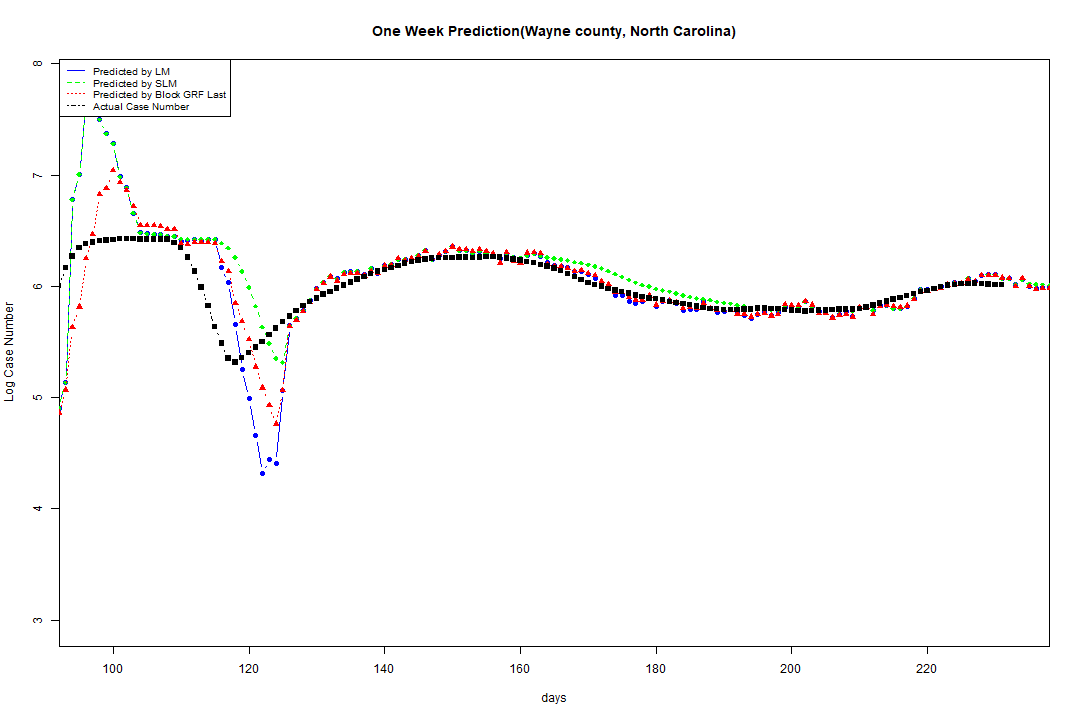 One Week Prediction(Wayne county, North Carolina)
Predicted by LM
Predicted by SLM
Predicted by Block GRF Last
Actual Case Number
8
7
6
5
4
3
Log Case Number
100 120 140 160 180 200 220
days